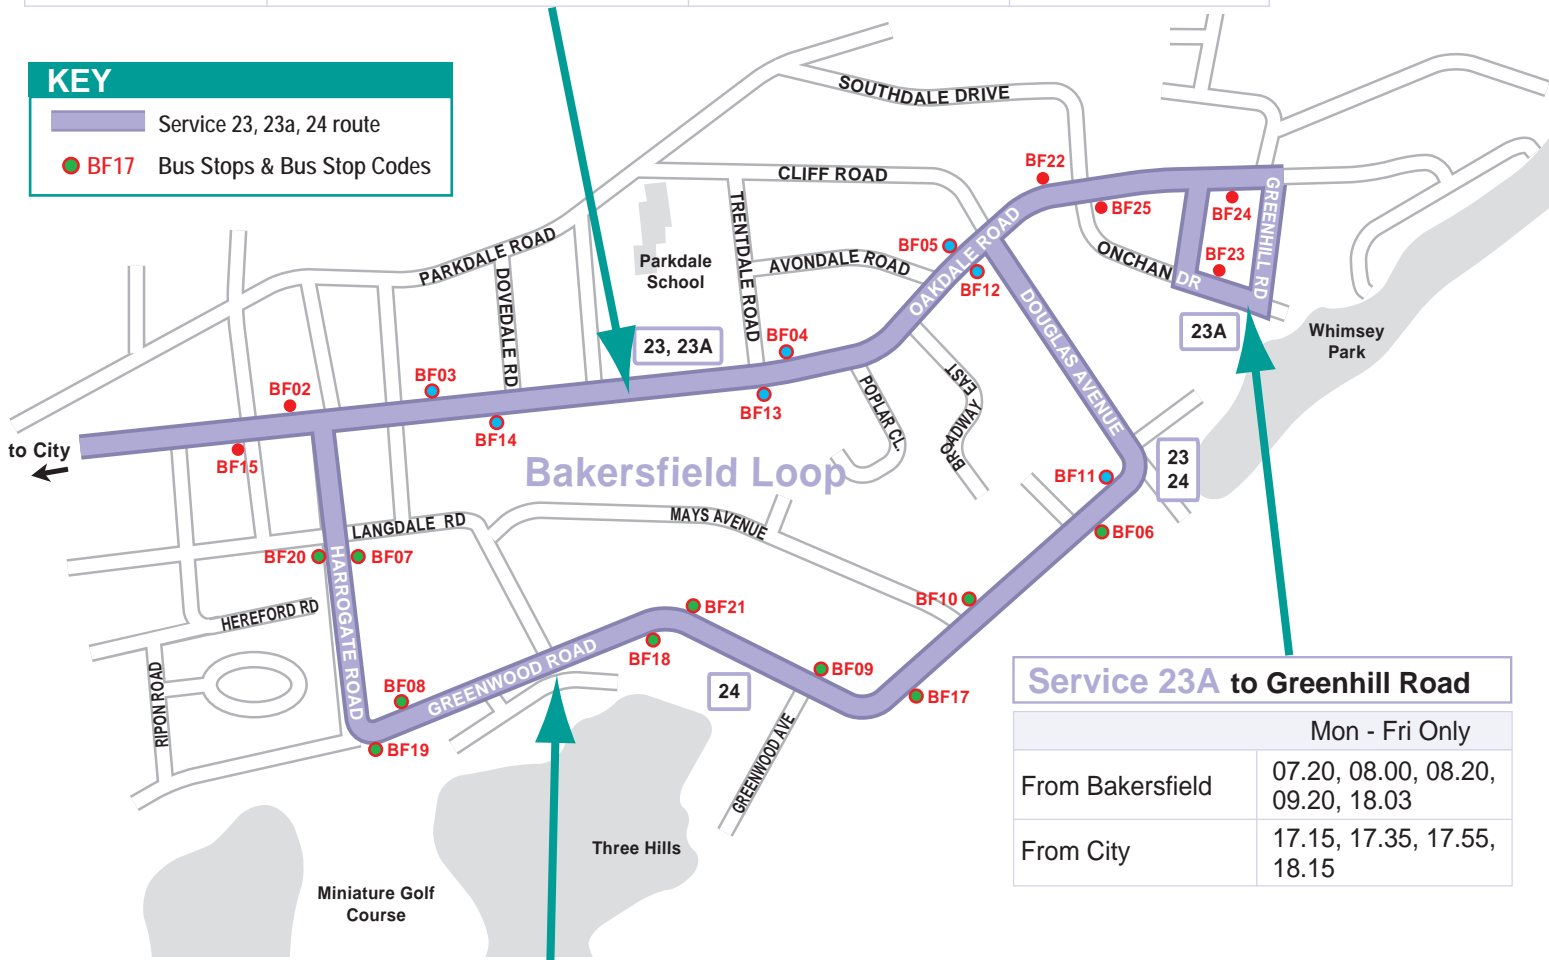 KEY
Service 23, 23a, 24 route
BF17 Bus Stops & Bus Stop Codes
SOUTHDALE DRIVE
CLIFF ROAD
BF22
BF25
BF24
GREENHILL RD
BF23
ONCHAN DR
TRENTDALE ROAD
PARKDALE ROAD
DOVEDALE RD
Parkdale
School
AVONDALE ROAD
BF05
OAKDALE ROAD
BF12
DOUGLAS AVENUE
23A
Whimsey
Park
23, 23A
BF04
BF03
BF02
BF13
BF14
BF15
to City
POPLAR CL.
BROADWAY EAST
Bakersfield Loop
BF11
23
24
BF06
MAYS AVENUE
LANGDALE RD
BF20
BF07
HARROGATE ROAD
HEREFORD RD
RIPON ROAD
BF10
BF21
BF18
BF09
BF17
24
BF08
GREENWOOD ROAD
BF19
GREENWOOD AVE
Three Hills
Miniature Golf
Course
Service 23A to Greenhill Road
Mon - Fri Only
From Bakersfield 07.20, 08.00, 08.20,
09.20, 18.03
From City 17.15, 17.35, 17.55,
18.15